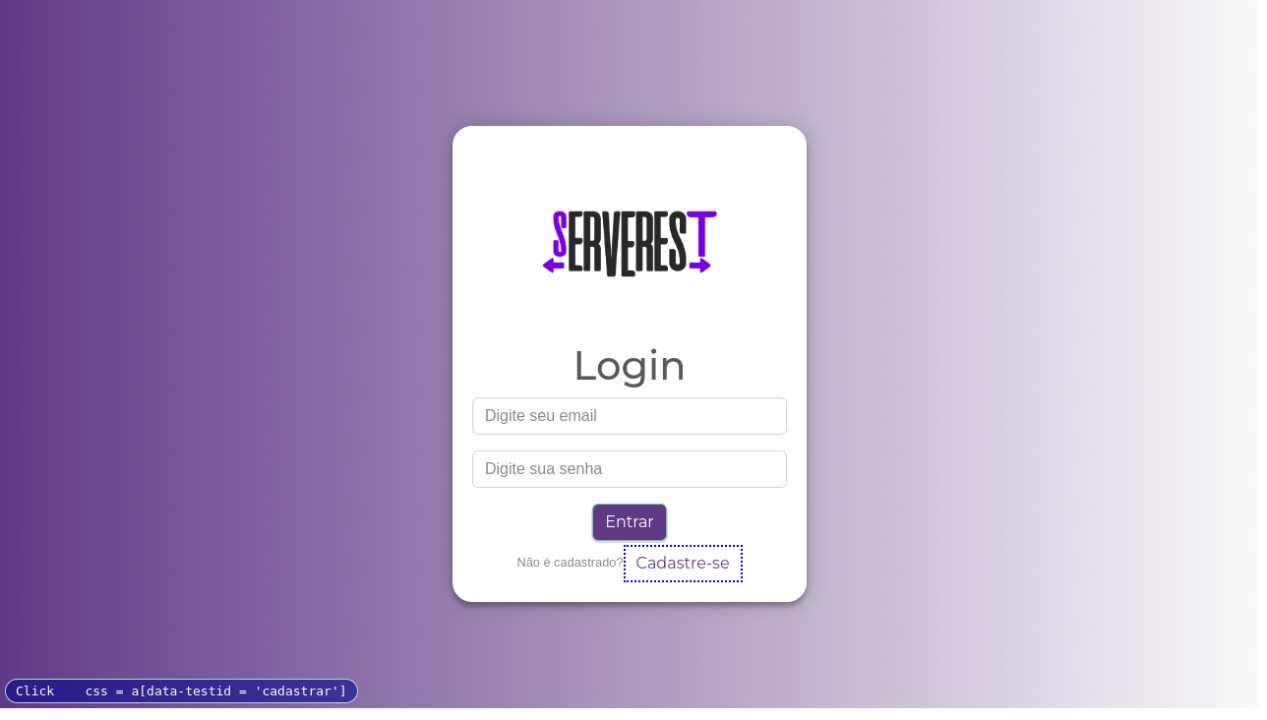 SERVEREST
Login
Digite seu email
Digite sua senha
Entrar
Não é cadastrado? Cadastre-se
Click    css = a[data-testid = 'cadastrar']